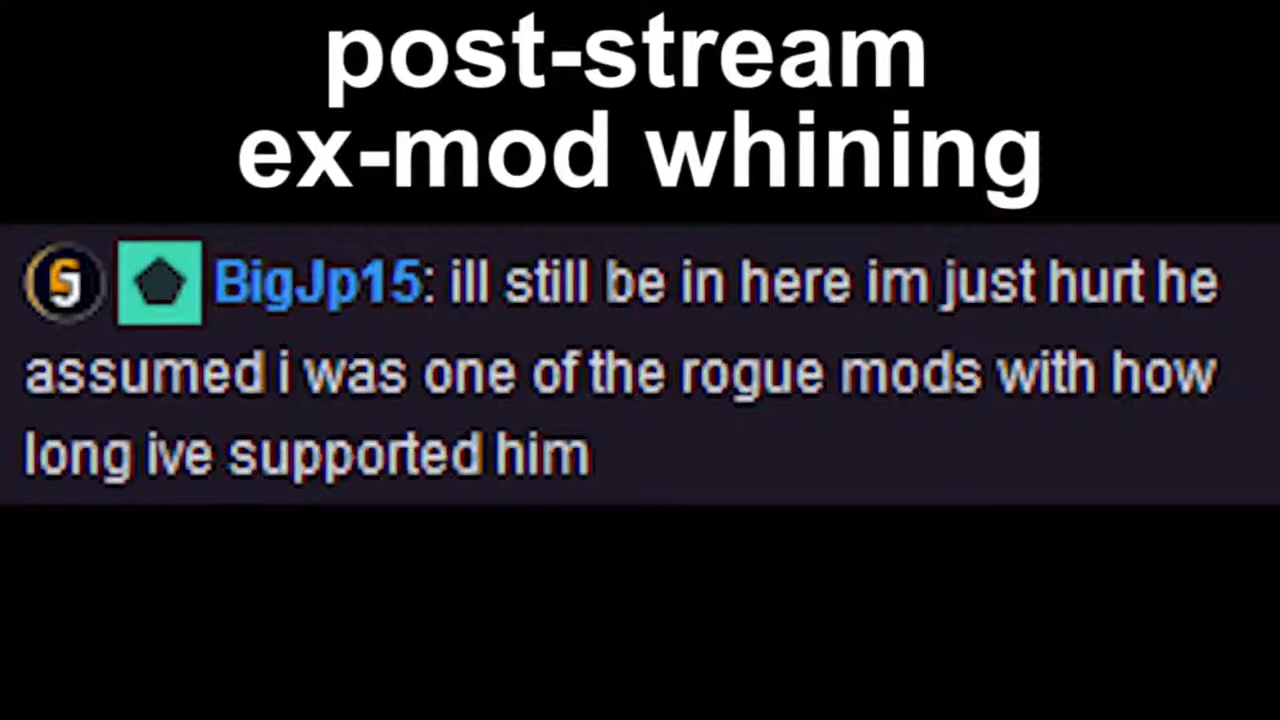 post-stream
ex-mod whining
BigJp15: ill still be in here im just hurt he
assumed i was one of the rogue mods with how
long ive supported him